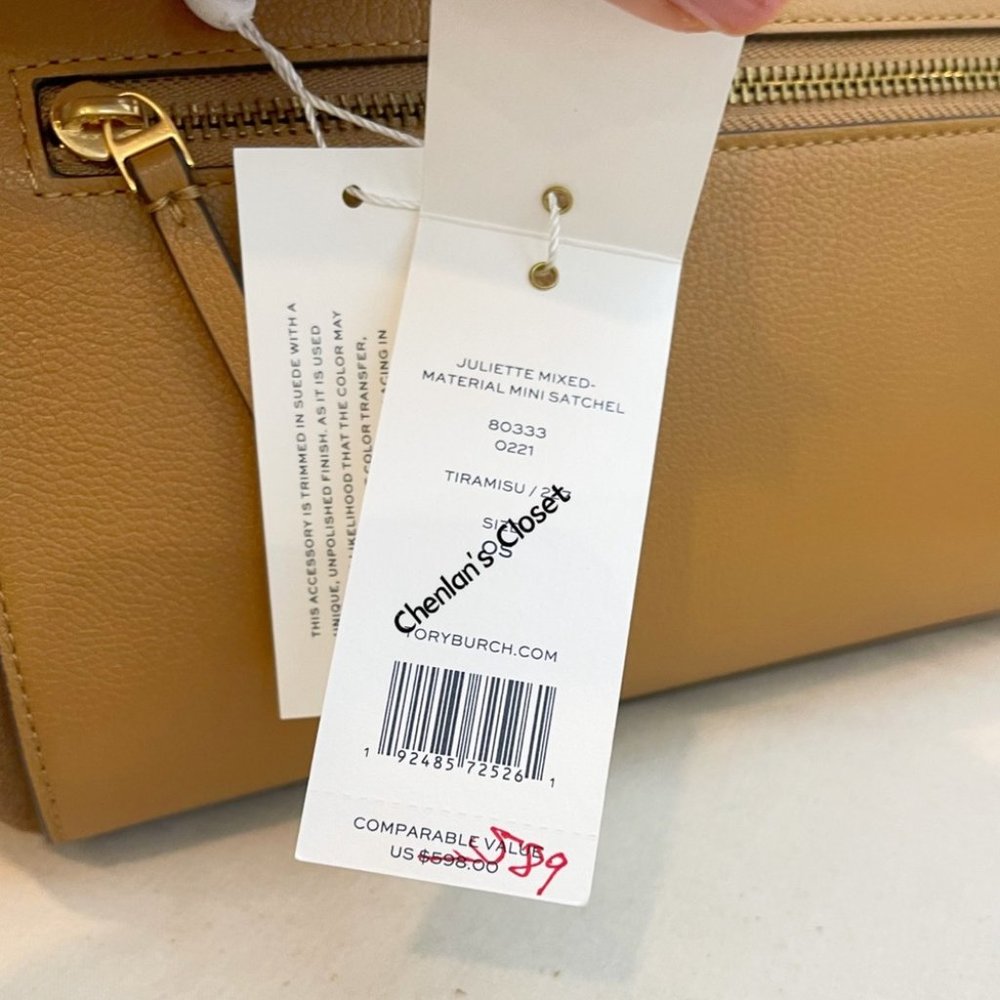 THIS ACCESSORY IS TRIMMED IN SUEDE WITH A
UNIQUE, UNPOLISHED FINISH. AS IT IS USED
LIKELIHOOD THAT THE COLOR MAY
COLOR TRANSFER,
JULIETTE MIXED-
MATERIAL MINI SATCHEL
80333
0221
TIRAMISU /
SIZE
Chenlan's Closet
TORYBURCH.COM
1 92485 72526 1
COMPARABLE VALUE
US $598.00
589